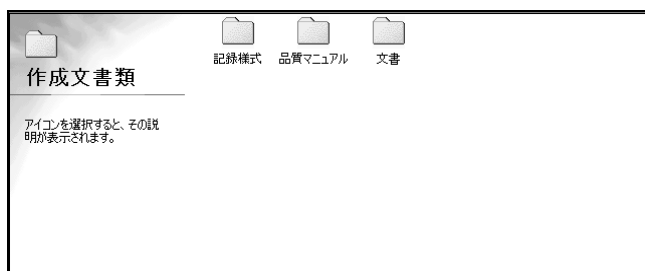 作成文書類
アイコンを選択すると、その説
明が表示されます。
記録様式
品質マニュアル
文書